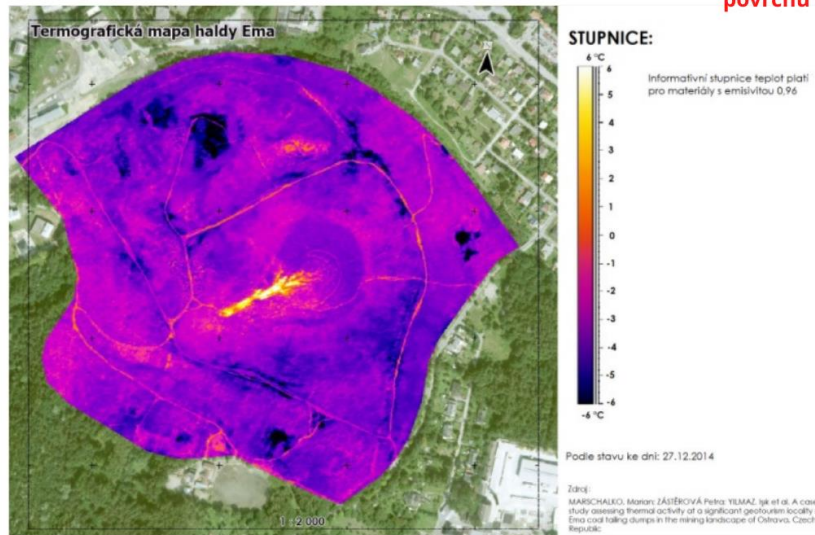 povrchu
Termografická mapa haldy Ema
STUPNICE:
6 °C
6
5
4
3
2
1
0
-1
-2
-3
-4
-5
-6
-6 °C
Informativní stupnice teplot platí
pro materiály s emisivitou 0,96
1 : 2 000
Podle stavu ke dni: 27.12.2014
Zdroj:
MARSCHALKO, Marian; ZÁSTĚROVÁ Petra; YILMAZ, Işık et al. A case
study assessing thermal activity at a significant geotourism locality
Ema coal tailing dumps in the mining landscape of Ostrava, Czech
Republic